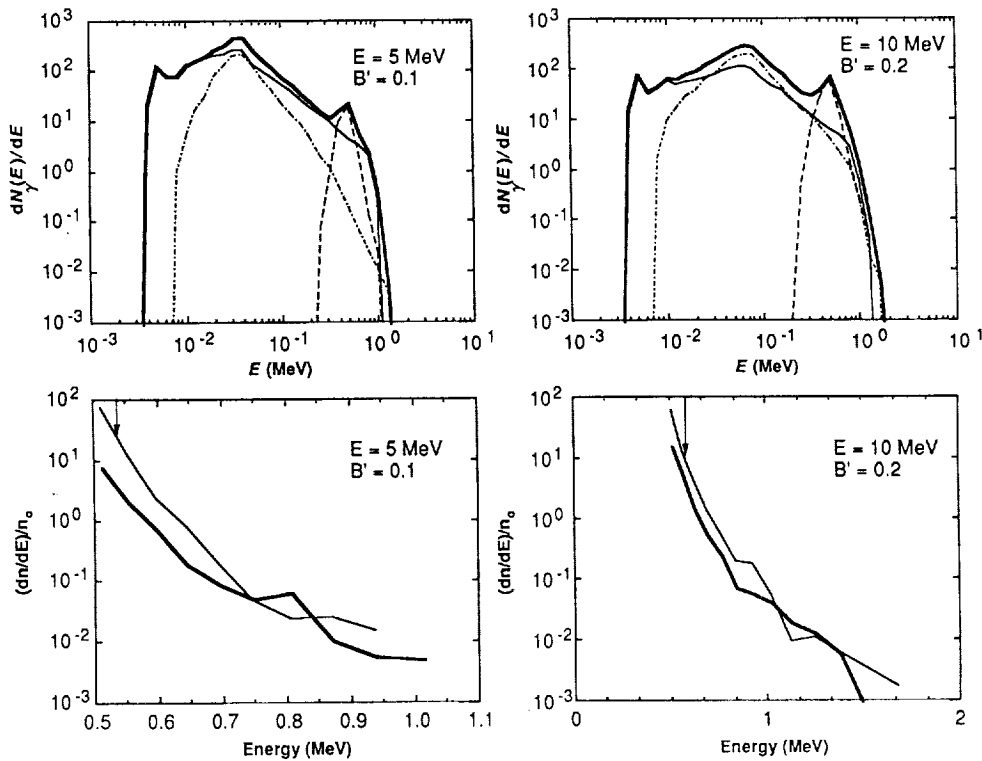 10³
10²
10¹
10⁰
10⁻¹
10⁻²
10⁻³
dNᵧ(E)/dE
E = 5 MeV
B' = 0.1
10⁻³ 10⁻² 10⁻¹ 10⁰ 10¹
E (MeV)
10³
10²
10¹
10⁰
10⁻¹
10⁻²
10⁻³
dNᵧ(E)/dE
E = 10 MeV
B' = 0.2
10⁻³ 10⁻² 10⁻¹ 10⁰ 10¹
E (MeV)
10²
10¹
10⁰
10⁻¹
10⁻²
10⁻³
(dn/dE)/nₒ
E = 5 MeV
B' = 0.1
0.5 0.6 0.7 0.8 0.9 1.0 1.1
Energy (MeV)
10²
10¹
10⁰
10⁻¹
10⁻²
10⁻³
(dn/dE)/nₒ
E = 10 MeV
B' = 0.2
0 1 2
Energy (MeV)